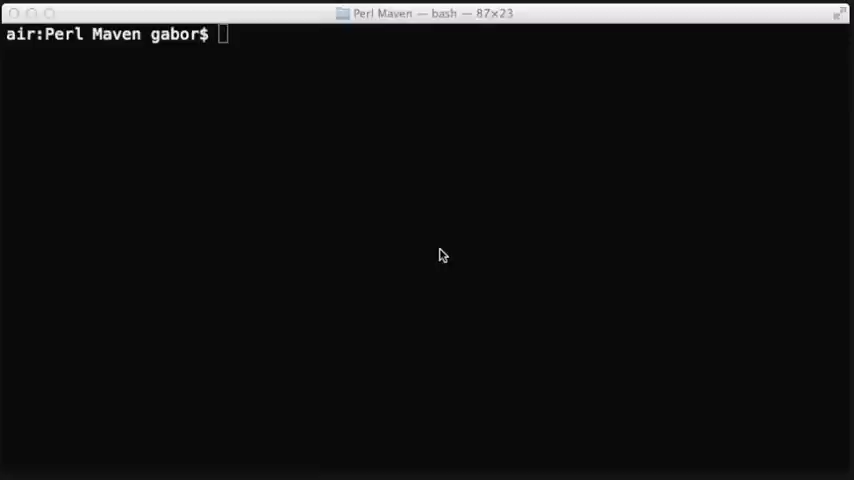 Perl Maven — bash — 87×23
air:Perl Maven gabor$